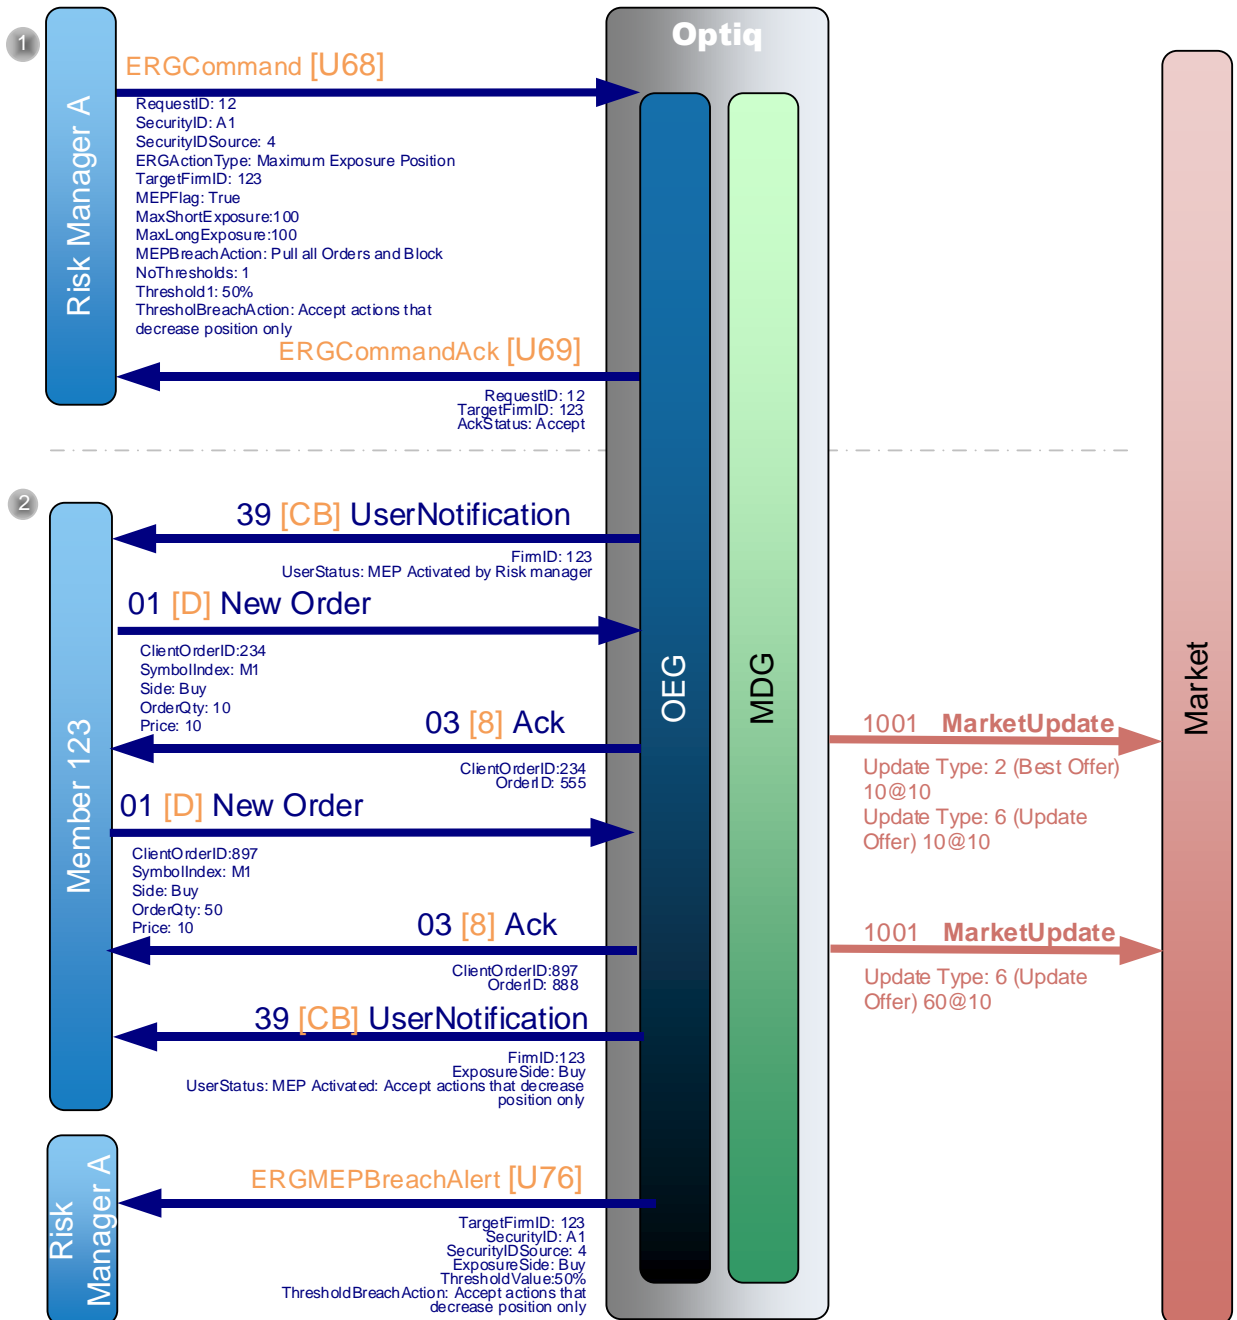 Optiq
1
Risk Manager A
ERGCommand [U68]
RequestID: 12
SecurityID: A1
SecurityIDSource: 4
ERGActionType: Maximum Exposure Position
TargetFirmID: 123
MEPFlag: True
MaxShortExposure:100
MaxLongExposure:100
MEPBreachAction: Pull all Orders and Block
NoThresholds: 1
Threshold1: 50%
ThresholBreachAction: Accept actions that
decrease position only
ERGCommandAck [U69]
RequestID: 12
TargetFirmID: 123
AckStatus: Accept
2
Member 123
39 [CB] UserNotification
FirmID: 123
UserStatus: MEP Activated by Risk manager
01 [D] New Order
ClientOrderID:234
SymbolIndex: M1
Side: Buy
OrderQty: 10
Price: 10
03 [8] Ack
ClientOrderID:234
OrderID: 555
01 [D] New Order
ClientOrderID:897
SymbolIndex: M1
Side: Buy
OrderQty: 50
Price: 10
03 [8] Ack
ClientOrderID:897
OrderID: 888
39 [CB] UserNotification
FirmID:123
ExposureSide: Buy
UserStatus: MEP Activated: Accept actions that decrease
position only
OEG
MDG
Market
1001 MarketUpdate
Update Type: 2 (Best Offer)
10@10
Update Type: 6 (Update
Offer) 10@10
1001 MarketUpdate
Update Type: 6 (Update
Offer) 60@10
Risk
Manager A
ERGMEPBreachAlert [U76]
TargetFirmID: 123
SecurityID: A1
SecurityIDSource: 4
ExposureSide: Buy
ThresholdValue:50%
ThresholdBreachAction: Accept actions that
decrease position only